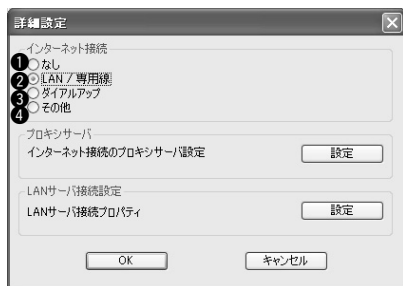 詳細設定
インターネット接続
❶ なし
❷ LAN / 専用線
❸ ダイアルアップ
❹ その他
プロキシサーバ
インターネット接続のプロキシサーバ設定 設定
LANサーバ接続設定
LANサーバ接続プロパティ 設定
OK キャンセル